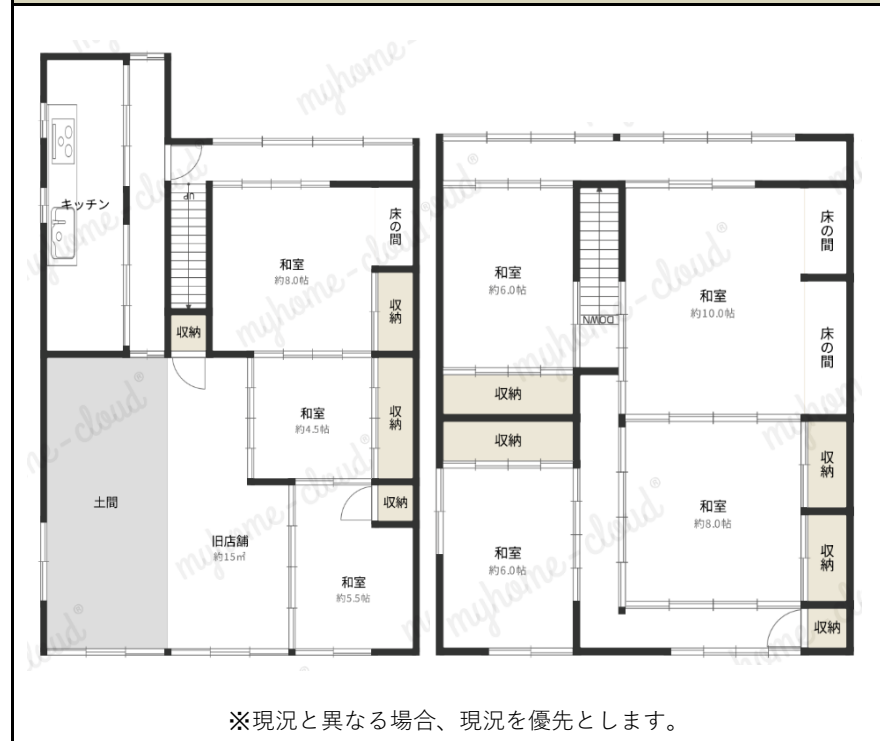 キッチン
UP
収納
和室
約8.0帖
床の間
収納
和室
約4.5帖
収納
土間
旧店舗
約15㎡
収納
和室
約5.5帖
和室
約6.0帖
DOWN
和室
約10.0帖
床の間
床の間
収納
収納
和室
約6.0帖
和室
約8.0帖
収納
収納
収納
myhome-cloud®
※現況と異なる場合、現況を優先とします。